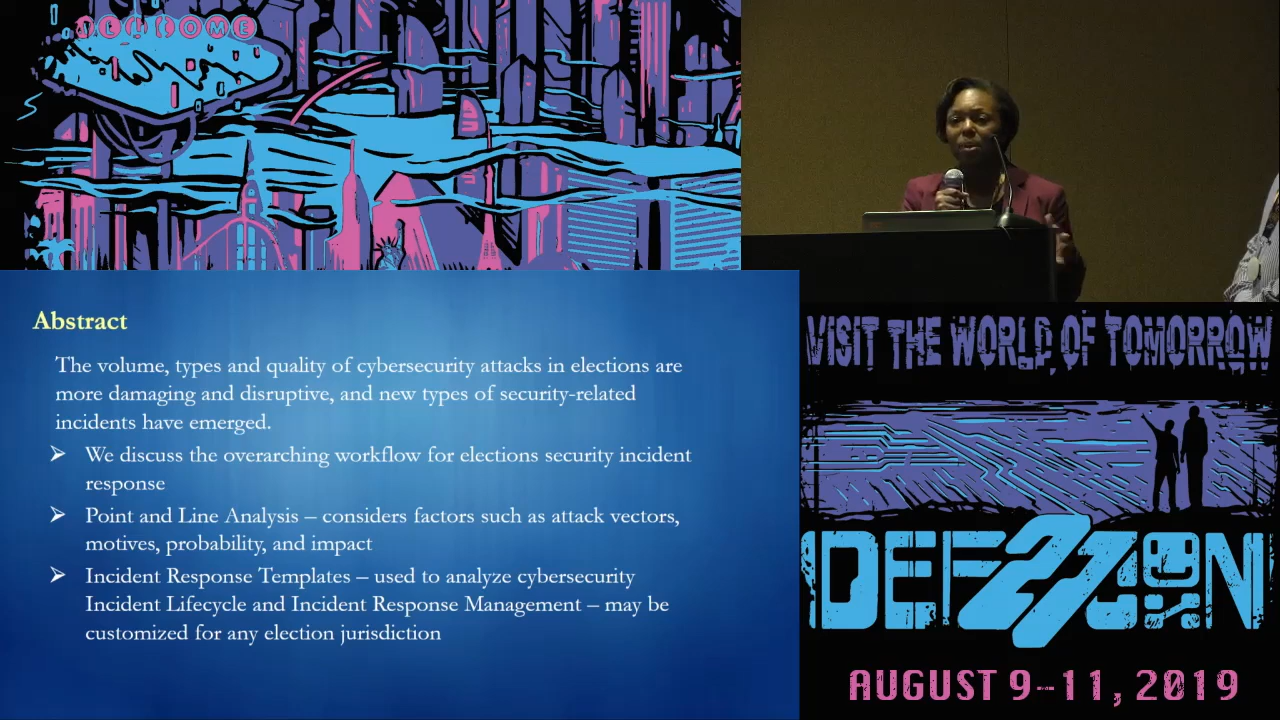 WELCOME
Abstract
The volume, types and quality of cybersecurity attacks in elections are
more damaging and disruptive, and new types of security-related
incidents have emerged.
➢ We discuss the overarching workflow for elections security incident
response
➢ Point and Line Analysis – considers factors such as attack vectors,
motives, probability, and impact
➢ Incident Response Templates – used to analyze cybersecurity
Incident Lifecycle and Incident Response Management – may be
customized for any election jurisdiction
VISIT THE WORLD OF TOMORROW
DEF 27 CON
AUGUST 9--11, 2019